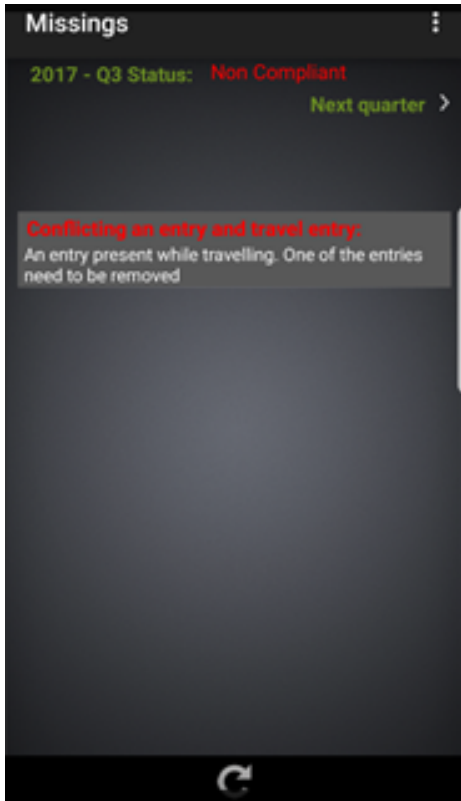 Missings
2017 - Q3 Status: Non Compliant
Next quarter
Conflicting an entry and travel entry:
An entry present while travelling. One of the entries
need to be removed